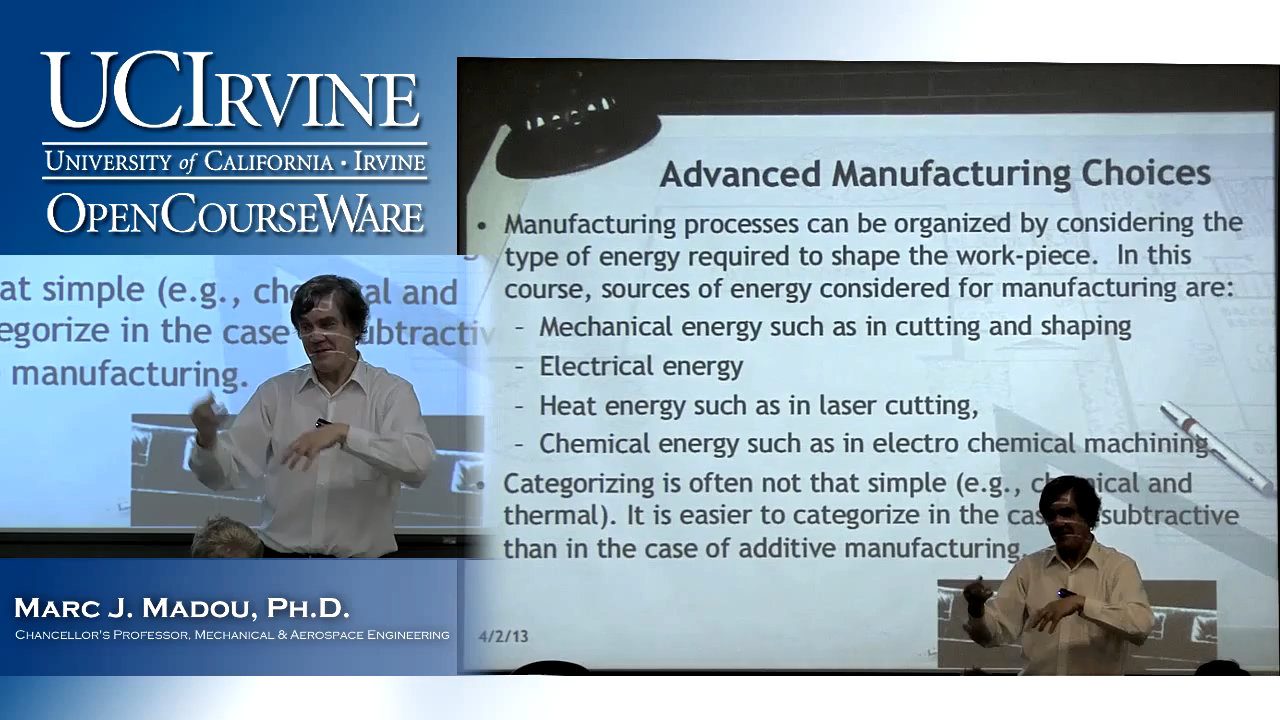 UCIRVINE
UNIVERSITY of CALIFORNIA · IRVINE
OPENCOURSEWARE
at simple (e.g., and
egorize in the case
manufacturing.
MARC J. MADOU, PH.D.
CHANCELLOR'S PROFESSOR, MECHANICAL & AEROSPACE ENGINEERING
Advanced Manufacturing Choices
• Manufacturing processes can be organized by considering the
type of energy required to shape the work-piece. In this
course, sources of energy considered for manufacturing are:
- Mechanical energy such as in cutting and shaping
- Electrical energy
- Heat energy such as in laser cutting,
- Chemical energy such as in electro chemical machining
• Categorizing is often not that simple (e.g., chemical and
thermal). It is easier to categorize in the case subtractive
than in the case of additive manufacturing.
4/2/13